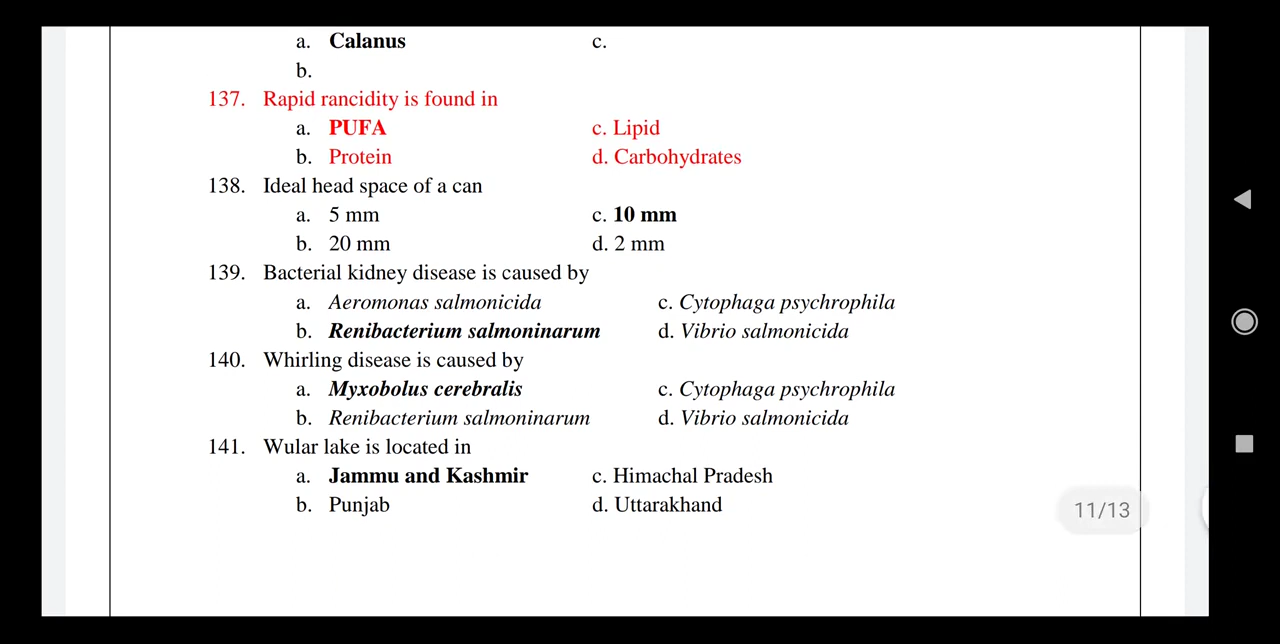 a. Calanus c.
b.
137. Rapid rancidity is found in
a. PUFA c. Lipid
b. Protein d. Carbohydrates
138. Ideal head space of a can
a. 5 mm c. 10 mm
b. 20 mm d. 2 mm
139. Bacterial kidney disease is caused by
a. Aeromonas salmonicida c. Cytophaga psychrophila
b. Renibacterium salmoninarum d. Vibrio salmonicida
140. Whirling disease is caused by
a. Myxobolus cerebralis c. Cytophaga psychrophila
b. Renibacterium salmoninarum d. Vibrio salmonicida
141. Wular lake is located in
a. Jammu and Kashmir c. Himachal Pradesh
b. Punjab d. Uttarakhand
11/13